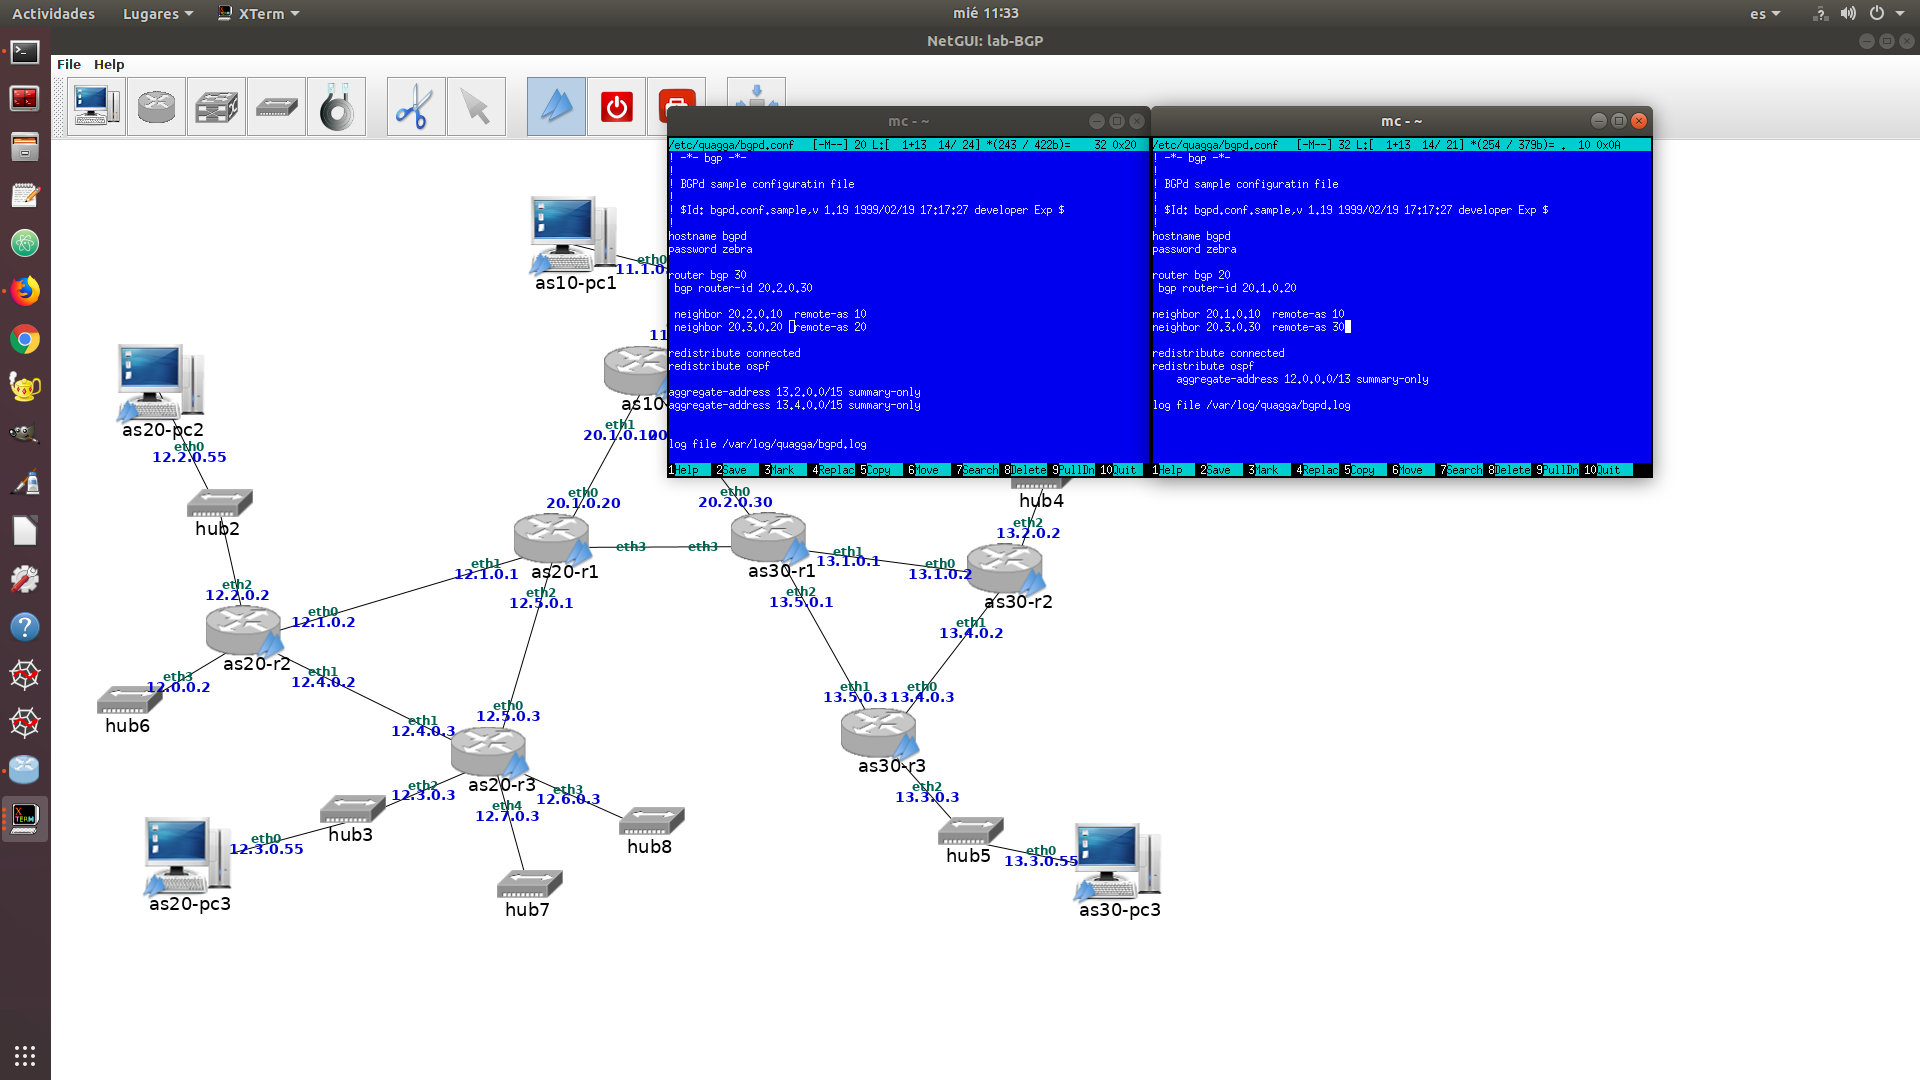 Actividades
Lugares
XTerm
mié 11:33
es
NetGUI: lab-BGP
File Help
mc - ~
/etc/quagga/bgpd.conf [-M--] 20 L:[ 1+13 14/ 24] *(243 / 422b)= 32 0x20
! -*- bgp -*-
!
! BGPd sample configuratin file
!
! $Id: bgpd.conf.sample,v 1.19 1999/02/19 17:17:27 developer Exp $
!
hostname bgpd
password zebra
router bgp 30
bgp router-id 20.2.0.30
neighbor 20.2.0.10 remote-as 10
neighbor 20.3.0.20 remote-as 20
redistribute connected
redistribute ospf
aggregate-address 13.2.0.0/15 summary-only
aggregate-address 13.4.0.0/15 summary-only
log file /var/log/quagga/bgpd.log
1Help 2Save 3Mark 4Replac 5Copy 6Move 7Search 8Delete 9PullDn 10Quit
mc - ~
/etc/quagga/bgpd.conf [-M--] 32 L:[ 1+13 14/ 21] *(254 / 379b)= . 10 0x0A
! -*- bgp -*-
!
! BGPd sample configuratin file
!
! $Id: bgpd.conf.sample,v 1.19 1999/02/19 17:17:27 developer Exp $
!
hostname bgpd
password zebra
router bgp 20
bgp router-id 20.1.0.20
neighbor 20.1.0.10 remote-as 10
neighbor 20.3.0.30 remote-as 30
redistribute connected
redistribute ospf
aggregate-address 12.0.0.0/13 summary-only
log file /var/log/quagga/bgpd.log
1Help 2Save 3Mark 4Replac 5Copy 6Move 7Search 8Delete 9PullDn 10Quit
eth0
11.1.0
as10-pc1
11
as10
eth1
20.1.0.10
20
as20-pc2
eth0
12.2.0.55
hub2
eth0
20.1.0.20
eth0
20.2.0.30
hub4
eth2
13.2.0.2
eth3
eth3
as20-r1
as30-r1
eth1
12.1.0.1
eth1
13.1.0.1
eth0
13.1.0.2
as30-r2
eth2
12.2.0.2
eth0
12.1.0.2
eth2
12.5.0.1
eth2
13.5.0.1
eth1
13.4.0.2
as20-r2
eth3
12.0.0.2
eth1
12.4.0.2
hub6
eth0
12.5.0.3
eth1
12.4.0.3
eth1
13.5.0.3
eth0
13.4.0.3
as20-r3
as30-r3
eth2
12.3.0.3
eth3
12.6.0.3
eth4
12.7.0.3
eth2
13.3.0.3
hub3
hub8
hub5
eth0
12.3.0.55
eth0
13.3.0.55
as20-pc3
hub7
as30-pc3
X
TERM